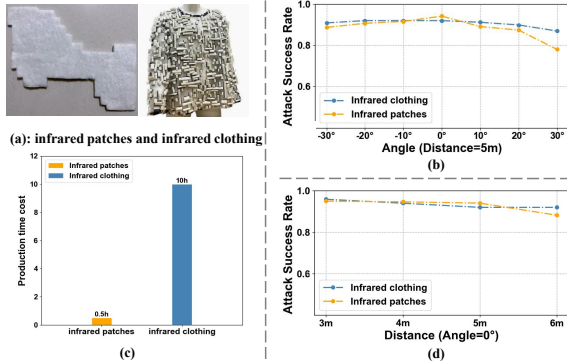 (a): infrared patches and infrared clothing
12
10
8
6
4
2
0
Production time cost
Infrared patches
Infrared clothing
0.5h
10h
infrared patches
infrared clothing
(c)
1.0
0.8
0.6
Attack Success Rate
Infrared clothing
Infrared patches
-30°
-20°
-10°
0°
10°
20°
30°
Angle (Distance=5m)
(b)
1.0
0.8
0.6
Attack Success Rate
Infrared clothing
Infrared patches
3m
4m
5m
6m
Distance (Angle=0°)
(d)